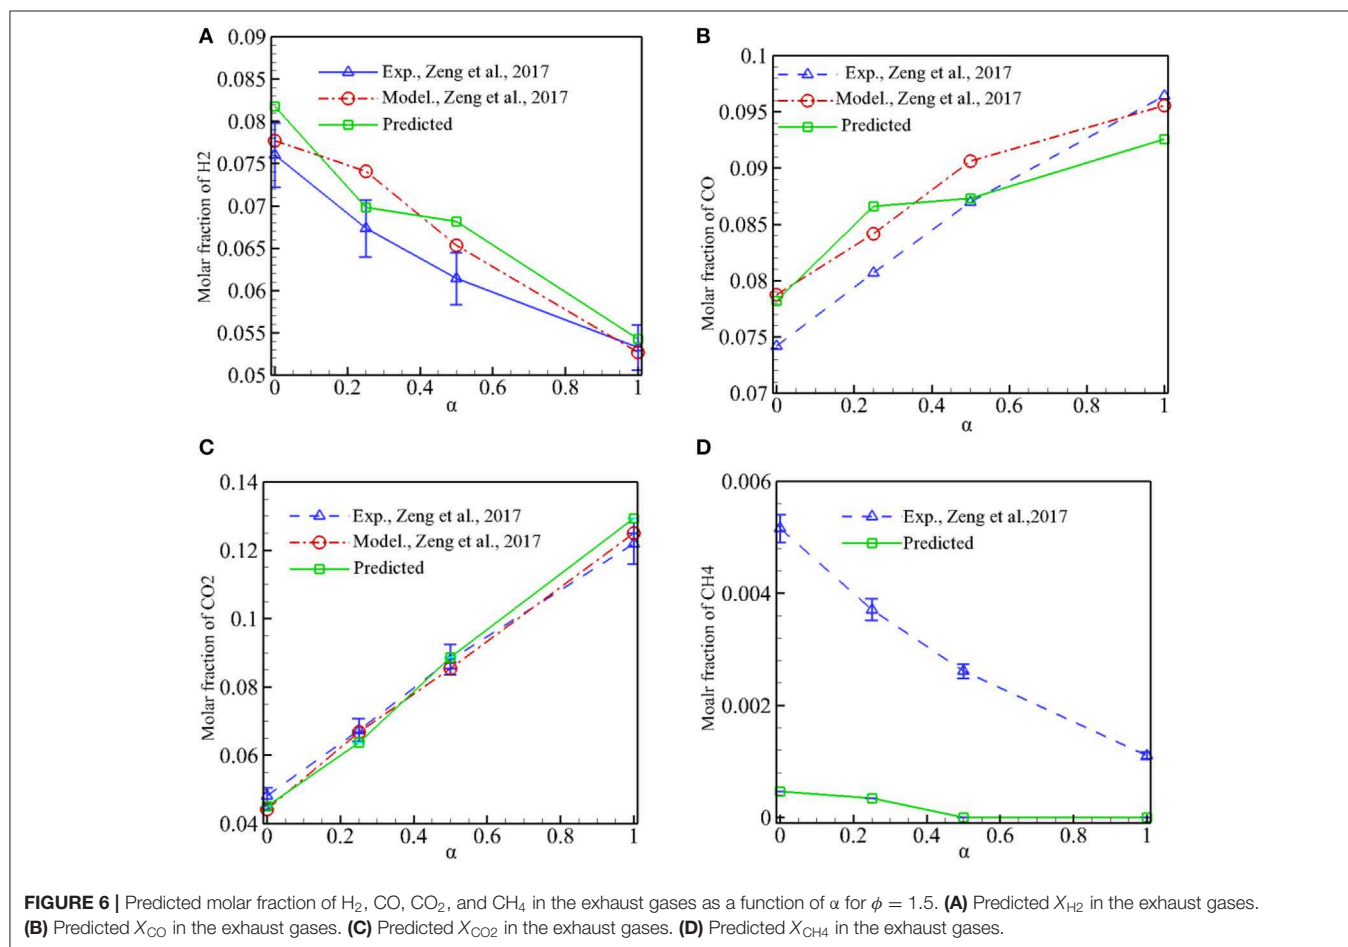 A
0.09
0.085
0.08
0.075
0.07
0.065
0.06
0.055
0.05
Molar fraction of H2
Exp., Zeng et al., 2017
Model., Zeng et al., 2017
Predicted
0 0.2 0.4 0.6 0.8 1
α
B
0.1
0.095
0.09
0.085
0.08
0.075
0.07
Molar fraction of CO
Exp., Zeng et al., 2017
Model., Zeng et al., 2017
Predicted
0 0.2 0.4 0.6 0.8 1
α
C
0.14
0.12
0.1
0.08
0.06
0.04
Molar fraction of CO2
Exp., Zeng et al., 2017
Model., Zeng et al., 2017
Predicted
0 0.2 0.4 0.6 0.8 1
α
D
0.006
0.004
0.002
0
Moalr fraction of CH4
Exp., Zeng et al.,2017
Predicted
0 0.2 0.4 0.6 0.8 1
α
FIGURE 6 | Predicted molar fraction of H₂, CO, CO₂, and CH₄ in the exhaust gases as a function of α for ϕ = 1.5. (A) Predicted X_H2 in the exhaust gases.
(B) Predicted X_CO in the exhaust gases. (C) Predicted X_CO2 in the exhaust gases. (D) Predicted X_CH4 in the exhaust gases.